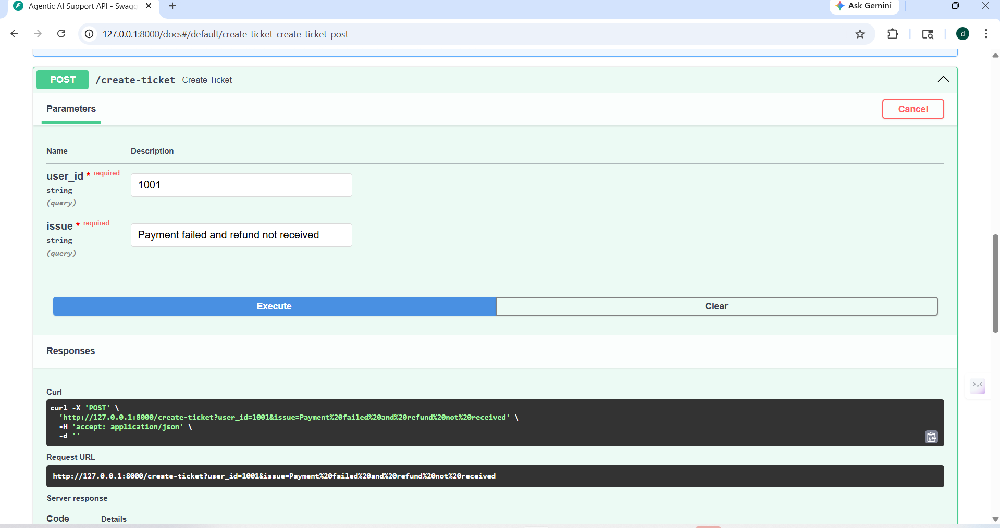 Agentic AI Support API - Swagg
Ask Gemini
127.0.0.1:8000/docs#/default/create_ticket_create_ticket_post
d
POST /create-ticket Create Ticket
Parameters
Cancel
Name Description
user_id * required
string
(query)
1001
issue * required
string
(query)
Payment failed and refund not received
Execute
Clear
Responses
Curl
curl -X 'POST' \
'http://127.0.0.1:8000/create-ticket?user_id=1001&issue=Payment%20failed%20and%20refund%20not%20received' \
-H 'accept: application/json' \
-d ''
Request URL
http://127.0.0.1:8000/create-ticket?user_id=1001&issue=Payment%20failed%20and%20refund%20not%20received
Server response
Code Details